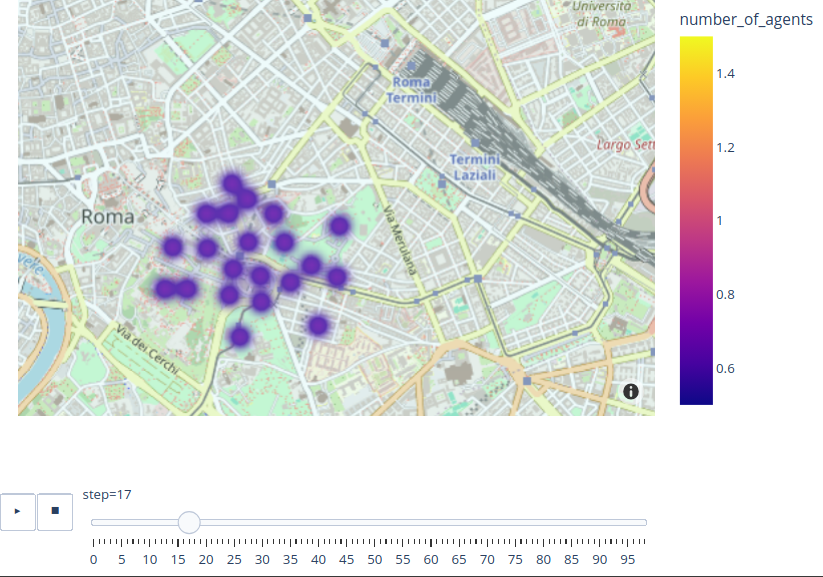 Università
di Roma
number_of_agents
Roma
Termini
Largo Sett
Termini
Laziali
Roma
Via Merulana
Via dei Cerchi
1.4
1.2
1
0.8
0.6
step=17
0 5 10 15 20 25 30 35 40 45 50 55 60 65 70 75 80 85 90 95